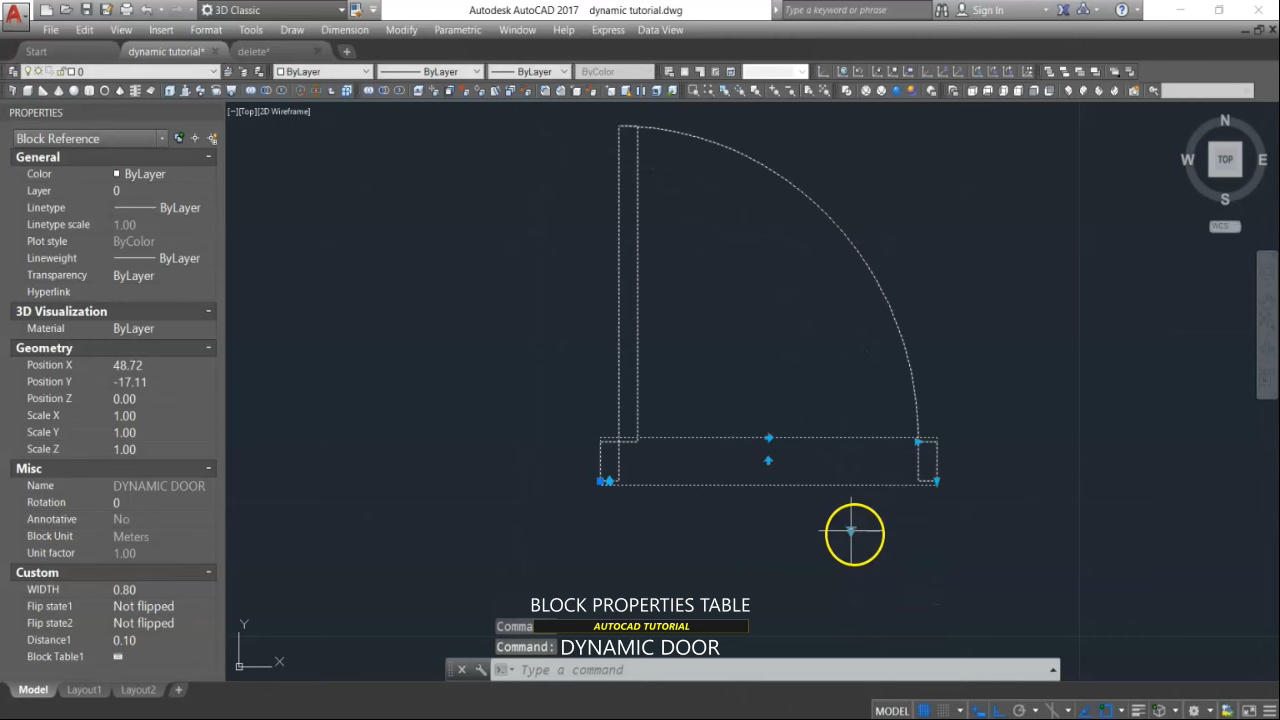 3D Classic
Autodesk AutoCAD 2017 dynamic tutorial.dwg
Type a keyword or phrase
Sign In
File Edit View Insert Format Tools Draw Dimension Modify Parametric Window Help Express Data View
Start dynamic tutorial* delete*
0 ByLayer ByLayer ByLayer ByColor
PROPERTIES
[−][Top][2D Wireframe]
Block Reference
General
Color ByLayer
Layer 0
Linetype ByLayer
Linetype scale 1.00
Plot style ByColor
Lineweight ByLayer
Transparency ByLayer
Hyperlink
3D Visualization
Material ByLayer
Geometry
Position X 48.72
Position Y -17.11
Position Z 0.00
Scale X 1.00
Scale Y 1.00
Scale Z 1.00
Misc
Name DYNAMIC DOOR
Rotation 0
Annotative No
Block Unit Meters
Unit factor 1.00
Custom
WIDTH 0.80
Flip state1 Not flipped
Flip state2 Not flipped
Distance1 0.10
Block Table1
N
W TOP E
S
WCS
BLOCK PROPERTIES TABLE
Comma
AUTOCAD TUTORIAL
Command: DYNAMIC DOOR
Type a command
Y
X
Model Layout1 Layout2
MODEL